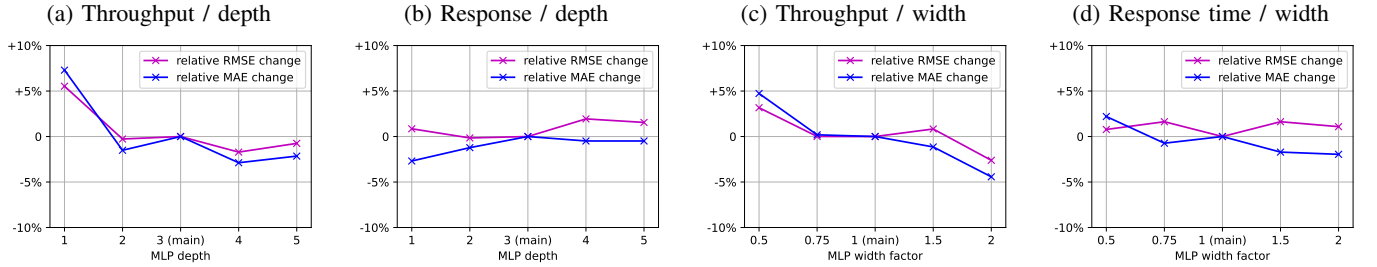 (a) Throughput / depth
+10%
+5%
0
-5%
-10%
relative RMSE change
relative MAE change
1 2 3 (main) 4 5
MLP depth
(b) Response / depth
+10%
+5%
0
-5%
-10%
relative RMSE change
relative MAE change
1 2 3 (main) 4 5
MLP depth
(c) Throughput / width
+10%
+5%
0
-5%
-10%
relative RMSE change
relative MAE change
0.5 0.75 1 (main) 1.5 2
MLP width factor
(d) Response time / width
+10%
+5%
0
-5%
-10%
relative RMSE change
relative MAE change
0.5 0.75 1 (main) 1.5 2
MLP width factor